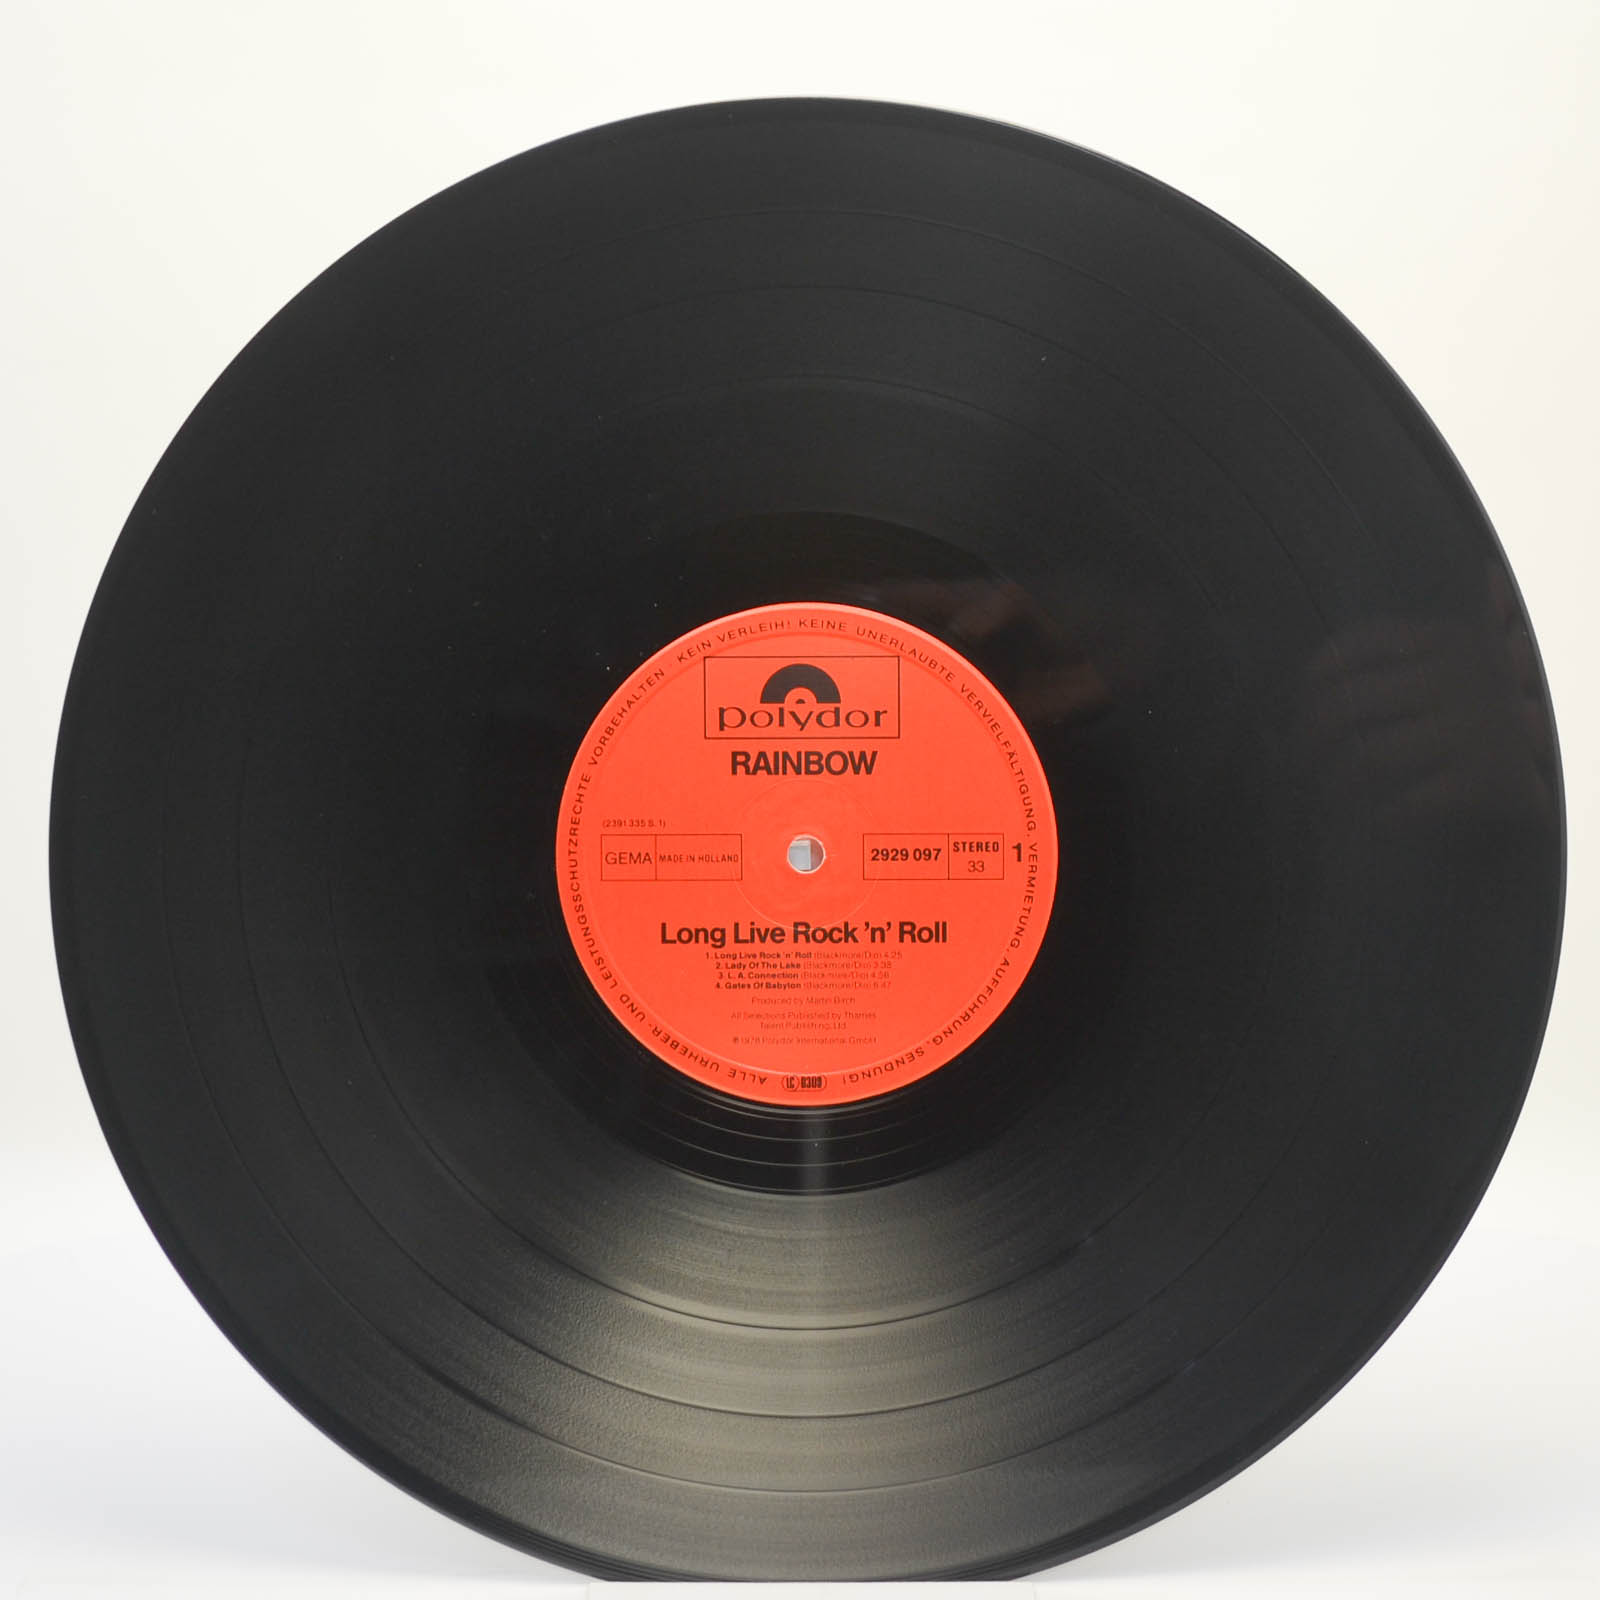 ALLE URHEBER- UND LEISTUNGSSCHUTZRECHTE VORBEHALTEN · KEIN VERLEIH! KEINE UNERLAUBTE VERVIELFÄLTIGUNG, VERMIETUNG, AUFFÜHRUNG, SENDUNG!
polydor
RAINBOW
(2391 335 S. 1)
GEMA MADE IN HOLLAND
2929 097 STEREO 33 1
Long Live Rock 'n' Roll
1. Long Live Rock 'n' Roll (Blackmore/Dio) 4:25
2. Lady Of The Lake (Blackmore/Dio) 3:38
3. L. A. Connection (Blackmore/Dio) 4:58
4. Gates Of Babylon (Blackmore/Dio) 6:47
Produced by Martin Birch
All Selections Published by Thames
Talent Publishing, Ltd.
℗ 1978 Polydor International GmbH
LC 0309